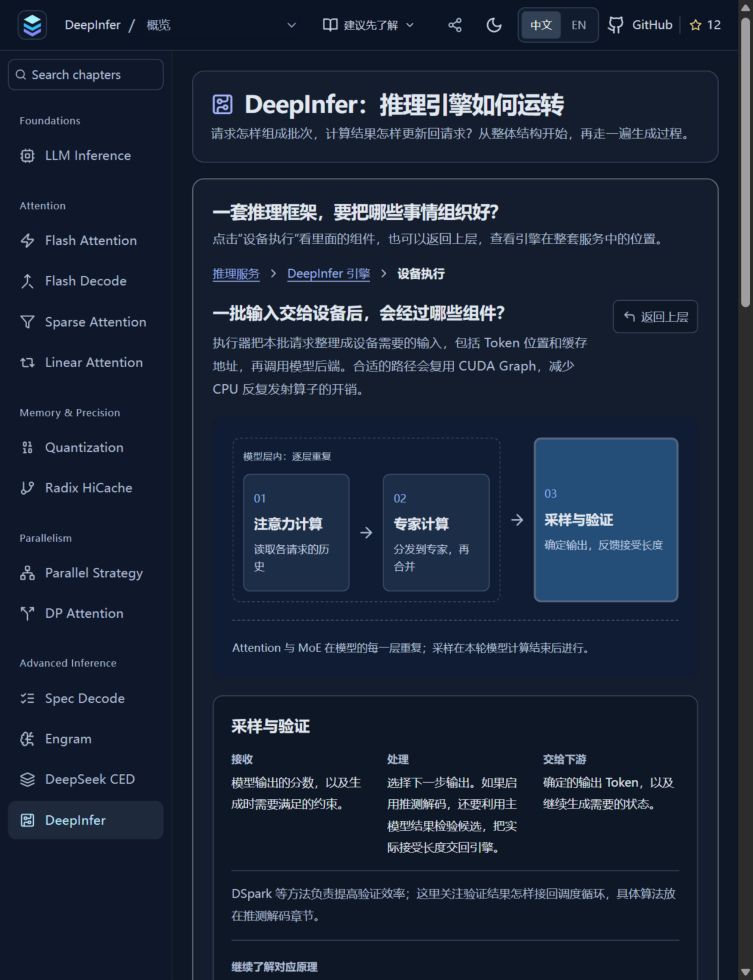 DeepInfer / 概览
建议先了解
中文 EN
GitHub
12
Search chapters
Foundations
LLM Inference
Attention
Flash Attention
Flash Decode
Sparse Attention
Linear Attention
Memory & Precision
Quantization
Radix HiCache
Parallelism
Parallel Strategy
DP Attention
Advanced Inference
Spec Decode
Engram
DeepSeek CED
DeepInfer
DeepInfer：推理引擎如何运转
请求怎样组成批次，计算结果怎样更新回请求？从整体结构开始，再走一遍生成过程。
一套推理框架，要把哪些事情组织好？
点击“设备执行”看里面的组件，也可以返回上层，查看引擎在整套服务中的位置。
推理服务 > DeepInfer 引擎 > 设备执行
一批输入交给设备后，会经过哪些组件？
返回上层
执行器把本批请求整理成设备需要的输入，包括 Token 位置和缓存
地址，再调用模型后端。合适的路径会复用 CUDA Graph，减少
CPU 反复发射算子的开销。
模型层内：逐层重复
01
注意力计算
读取各请求的历
史
02
专家计算
分发到专家，再
合并
03
采样与验证
确定输出，反馈接受长度
Attention 与 MoE 在模型的每一层重复；采样在本轮模型计算结束后进行。
采样与验证
接收
模型输出的分数，以及生
成时需要满足的约束。
处理
选择下一步输出。如果启
用推测解码，还要利用主
模型结果检验候选，把实
际接受长度交回引擎。
交给下游
确定的输出 Token，以及
继续生成需要的状态。
DSpark 等方法负责提高验证效率；这里关注验证结果怎样接回调度循环，具体算法放
在推测解码章节。
继续了解对应原理